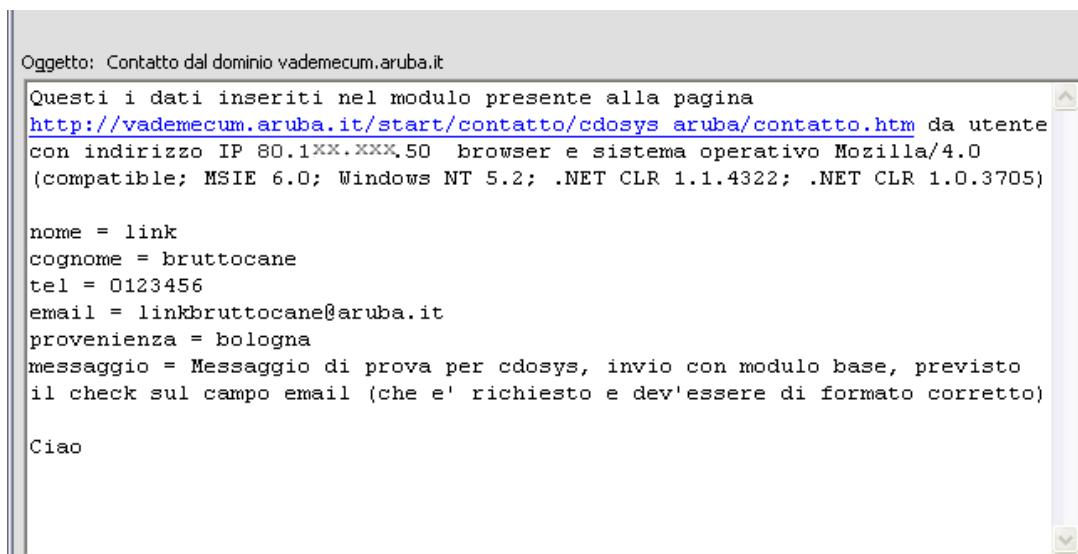 Oggetto: Contatto dal dominio vademecum.aruba.it
Questi i dati inseriti nel modulo presente alla pagina
http://vademecum.aruba.it/start/contatto/cdosys_aruba/contatto.htm da utente
con indirizzo IP 80.1XX.XXX.50 browser e sistema operativo Mozilla/4.0
(compatible; MSIE 6.0; Windows NT 5.2; .NET CLR 1.1.4322; .NET CLR 1.0.3705)
nome = link
cognome = bruttocane
tel = 0123456
email = linkbruttocane@aruba.it
provenienza = bologna
messaggio = Messaggio di prova per cdosys, invio con modulo base, previsto
il check sul campo email (che e' richiesto e dev'essere di formato corretto)
Ciao